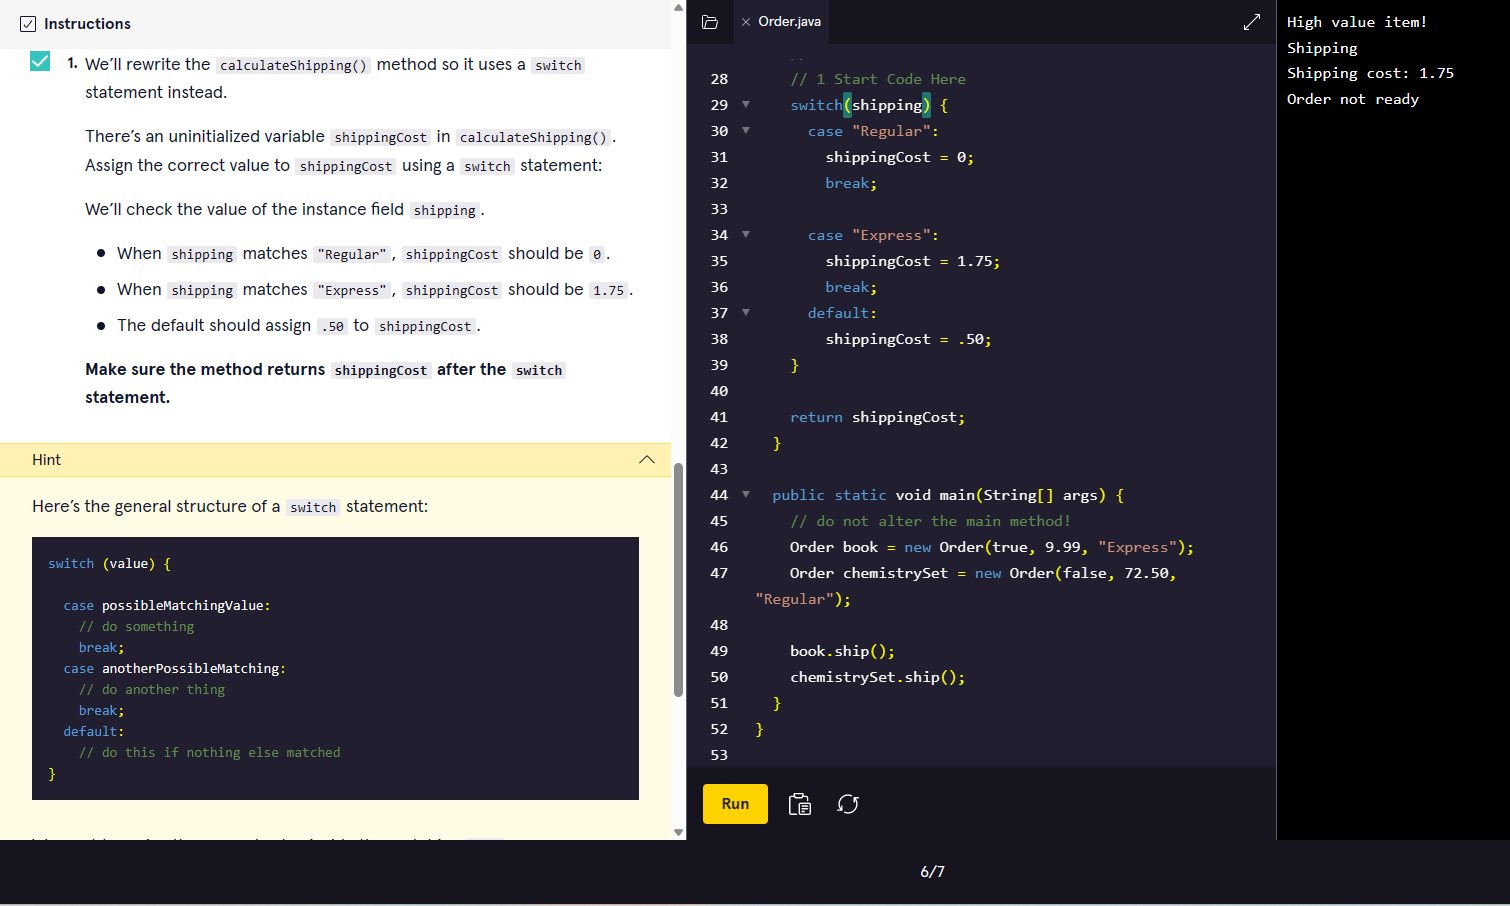 Instructions
1. We'll rewrite the calculateShipping() method so it uses a switch
statement instead.
There's an uninitialized variable shippingCost in calculateShipping().
Assign the correct value to shippingCost using a switch statement:
We'll check the value of the instance field shipping.
When shipping matches "Regular", shippingCost should be 0.
When shipping matches "Express", shippingCost should be 1.75.
The default should assign .50 to shippingCost.
Make sure the method returns shippingCost after the switch
statement.
Hint
Here's the general structure of a switch statement:
switch (value) {
case possibleMatchingValue:
// do something
break;
case anotherPossibleMatching:
// do another thing
break;
default:
// do this if nothing else matched
}
Order.java
28 // 1 Start Code Here
29 switch(shipping) {
30 case "Regular":
31 shippingCost = 0;
32 break;
33
34 case "Express":
35 shippingCost = 1.75;
36 break;
37 default:
38 shippingCost = .50;
39 }
40
41 return shippingCost;
42 }
43
44 public static void main(String[] args) {
45 // do not alter the main method!
46 Order book = new Order(true, 9.99, "Express");
47 Order chemistrySet = new Order(false, 72.50,
"Regular");
48
49 book.ship();
50 chemistrySet.ship();
51 }
52 }
53
Run
High value item!
Shipping
Shipping cost: 1.75
Order not ready
6/7